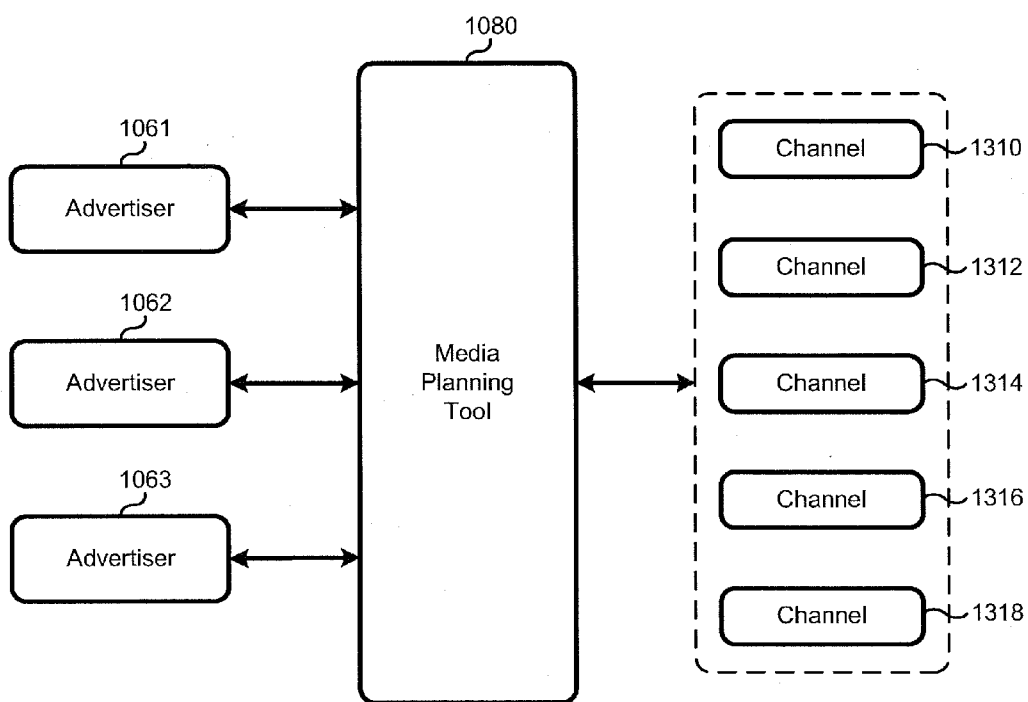 1080
1061
Advertiser
1062
Advertiser
1063
Advertiser
Media
Planning
Tool
Channel
1310
Channel
1312
Channel
1314
Channel
1316
Channel
1318